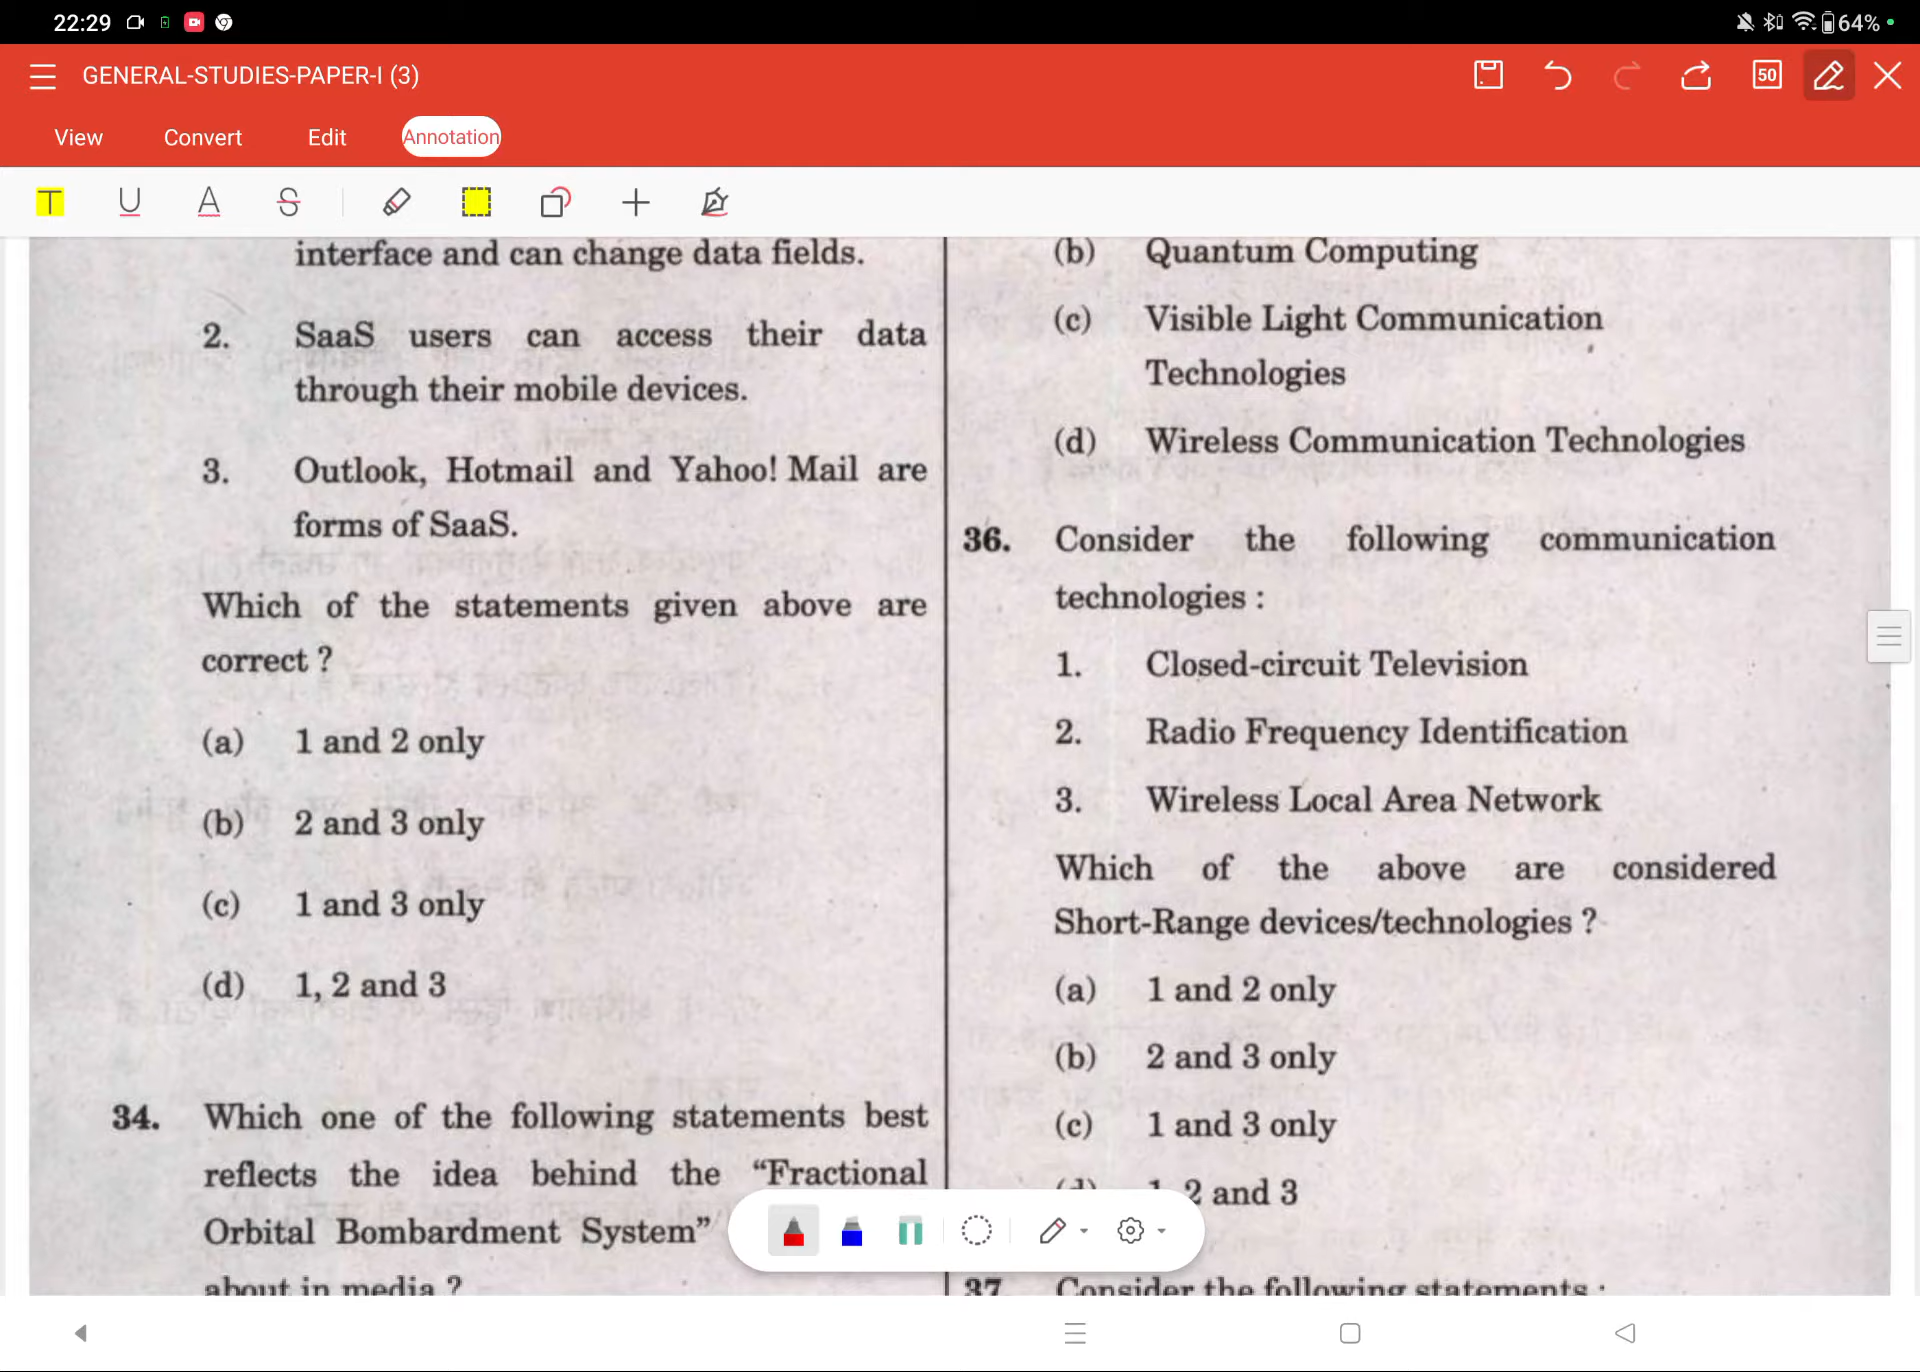 22:29
64%
GENERAL-STUDIES-PAPER-I (3)
50
View Convert Edit Annotation
interface and can change data fields.
2. SaaS users can access their data
through their mobile devices.
3. Outlook, Hotmail and Yahoo! Mail are
forms of SaaS.
Which of the statements given above are
correct ?
(a) 1 and 2 only
(b) 2 and 3 only
(c) 1 and 3 only
(d) 1, 2 and 3
34. Which one of the following statements best
reflects the idea behind the “Fractional
Orbital Bombardment System”
about in media ?
(b) Quantum Computing
(c) Visible Light Communication
Technologies
(d) Wireless Communication Technologies
36. Consider the following communication
technologies :
1. Closed-circuit Television
2. Radio Frequency Identification
3. Wireless Local Area Network
Which of the above are considered
Short-Range devices/technologies ?
(a) 1 and 2 only
(b) 2 and 3 only
(c) 1 and 3 only
(d) 1, 2 and 3
37 Consider the following statements :